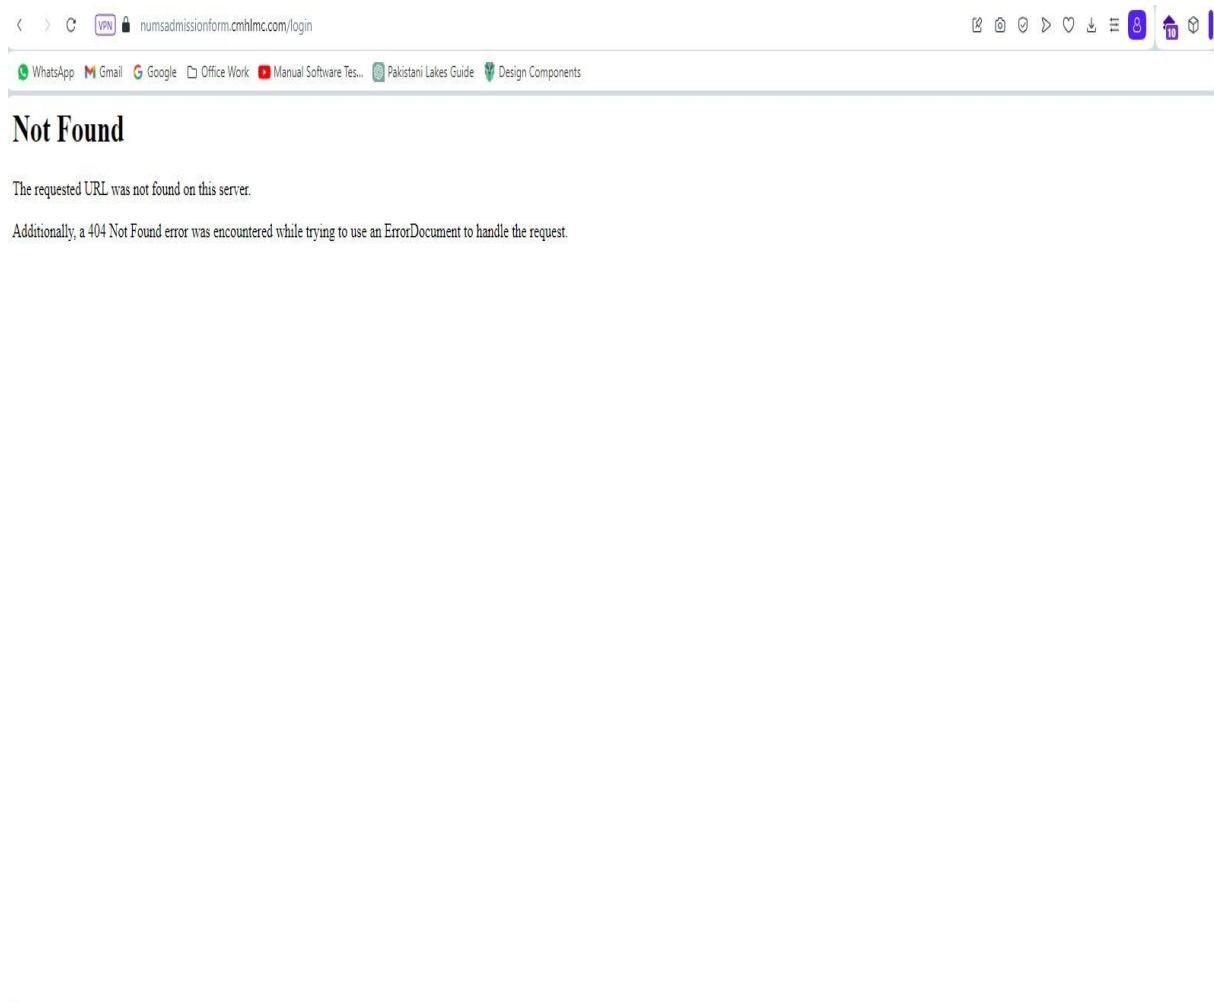 VPN numsadmissionform.cmhlmc.com/login
10
WhatsApp Gmail Google Office Work Manual Software Tes... Pakistani Lakes Guide Design Components
Not Found
The requested URL was not found on this server.
Additionally, a 404 Not Found error was encountered while trying to use an ErrorDocument to handle the request.